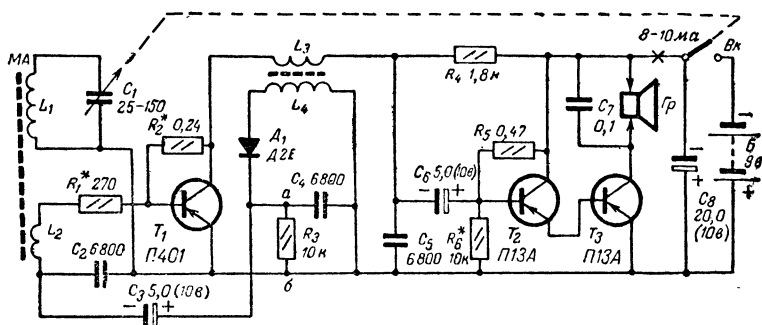 МА
L₁
C₁
25-150
R₂* 0,24
R₁* 270
L₂
C₂ 6800
C₃ 5,0 (10в)
−
+
T₁
П401
L₃
L₄
Д₁
Д2Е
C₄ 6800
а
R₃
10к
б
C₅
6800
R₄ 1,8к
R₅ 0,47
C₆ 5,0 (10в)
−
+
R₆*
10к
T₂
П13А
T₃
П13А
C₇
0,1
Гр
8-10 ма
Вк
−
+
C₈
20,0
(10в)
−
Б
9в
+